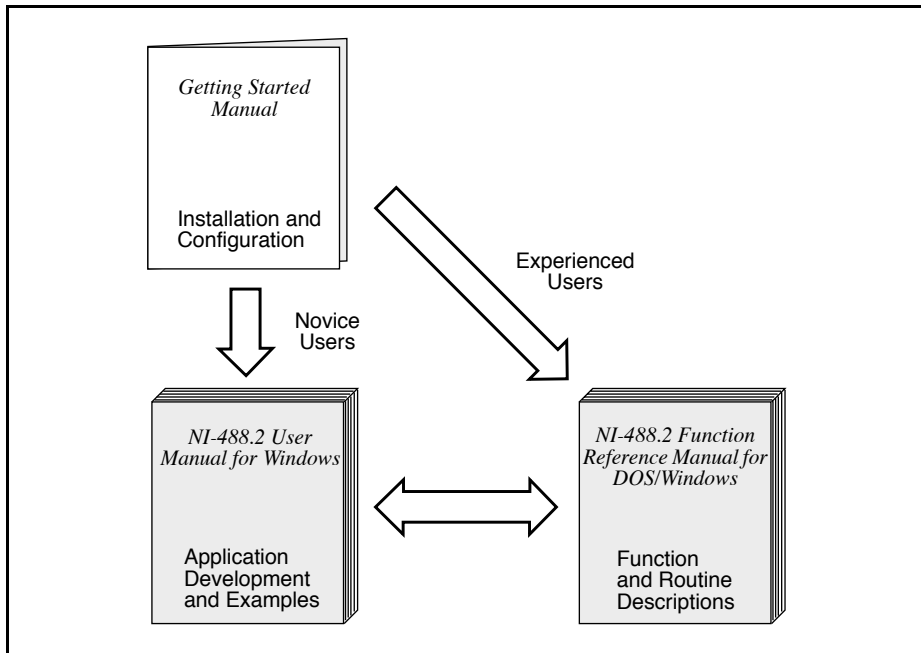 Getting Started
Manual
Installation and
Configuration
Experienced
Users
Novice
Users
NI-488.2 User
Manual for Windows
Application
Development
and Examples
NI-488.2 Function
Reference Manual for
DOS/Windows
Function
and Routine
Descriptions